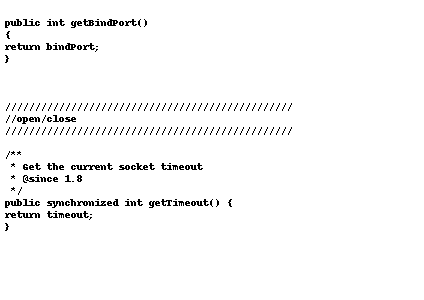 public int getBindPort()
{
return bindPort;
}
////////////////////////////////////////////////
//open/close
////////////////////////////////////////////////
/**
* Get the current socket timeout
* @since 1.8
*/
public synchronized int getTimeout() {
return timeout;
}